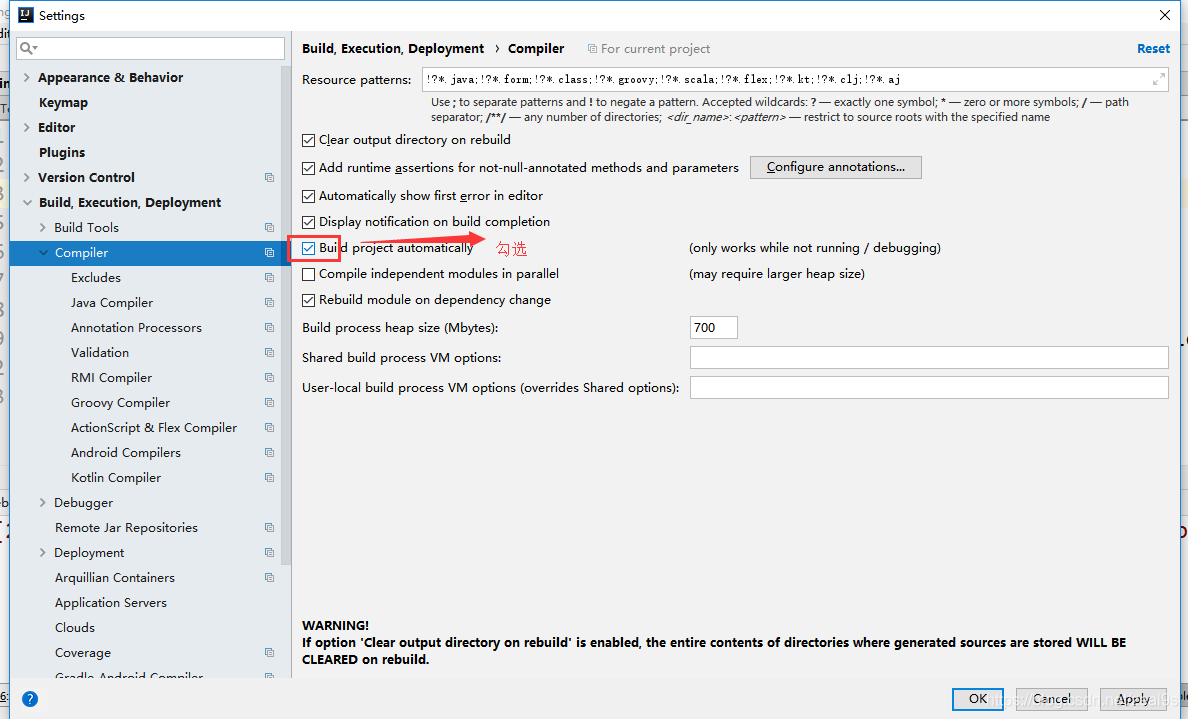 Settings
Appearance & Behavior
Keymap
Editor
Plugins
Version Control
Build, Execution, Deployment
Build Tools
Compiler
Excludes
Java Compiler
Annotation Processors
Validation
RMI Compiler
Groovy Compiler
ActionScript & Flex Compiler
Android Compilers
Kotlin Compiler
Debugger
Remote Jar Repositories
Deployment
Arquillian Containers
Application Servers
Clouds
Coverage
Gradle-Android Compiler
Build, Execution, Deployment › Compiler For current project Reset
Resource patterns: !?*.java;!?*.form;!?*.class;!?*.groovy;!?*.scala;!?*.flex;!?*.kt;!?*.clj;!?*.aj
Use ; to separate patterns and ! to negate a pattern. Accepted wildcards: ? — exactly one symbol; * — zero or more symbols; / — path
separator; /**/ — any number of directories; <dir_name>:<pattern> — restrict to source roots with the specified name
Clear output directory on rebuild
Add runtime assertions for not-null-annotated methods and parameters Configure annotations...
Automatically show first error in editor
Display notification on build completion
Build project automatically 勾选 (only works while not running / debugging)
Compile independent modules in parallel (may require larger heap size)
Rebuild module on dependency change
Build process heap size (Mbytes): 700
Shared build process VM options:
User-local build process VM options (overrides Shared options):
WARNING!
If option 'Clear output directory on rebuild' is enabled, the entire contents of directories where generated sources are stored WILL BE
CLEARED on rebuild.
? OK Cancel Apply